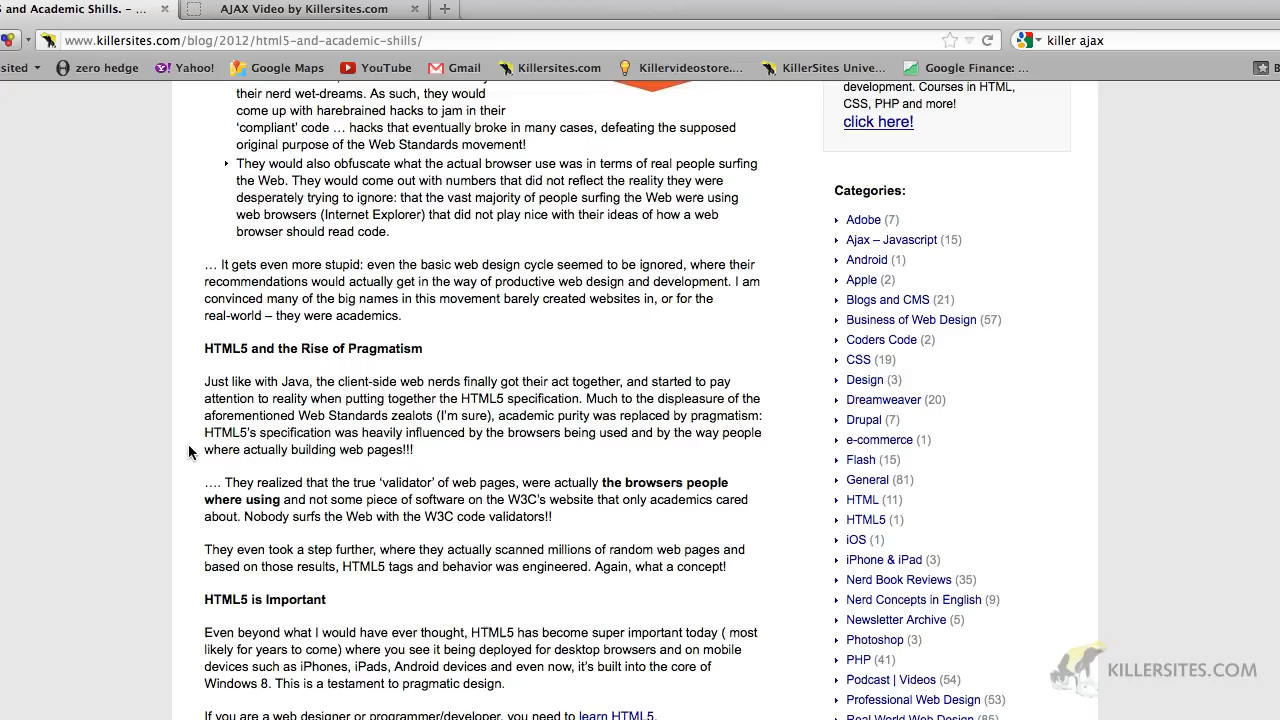 and Academic Skills. – ...
AJAX Video by Killersites.com
www.killersites.com/blog/2012/html5-and-academic-skills/
killer ajax
sited
zero hedge
Yahoo!
Google Maps
YouTube
Gmail
Killersites.com
Killervideostore....
KillerSites Unive...
Google Finance: ...
B
their nerd wet-dreams. As such, they would
come up with harebrained hacks to jam in their
‘compliant’ code … hacks that eventually broke in many cases, defeating the supposed
original purpose of the Web Standards movement!
They would also obfuscate what the actual browser use was in terms of real people surfing
the Web. They would come out with numbers that did not reflect the reality they were
desperately trying to ignore: that the vast majority of people surfing the Web were using
web browsers (Internet Explorer) that did not play nice with their ideas of how a web
browser should read code.
… It gets even more stupid: even the basic web design cycle seemed to be ignored, where their
recommendations would actually get in the way of productive web design and development. I am
convinced many of the big names in this movement barely created websites in, or for the
real-world – they were academics.
HTML5 and the Rise of Pragmatism
Just like with Java, the client-side web nerds finally got their act together, and started to pay
attention to reality when putting together the HTML5 specification. Much to the displeasure of the
aforementioned Web Standards zealots (I'm sure), academic purity was replaced by pragmatism:
HTML5's specification was heavily influenced by the browsers being used and by the way people
where actually building web pages!!!
…. They realized that the true ‘validator’ of web pages, were actually the browsers people
where using and not some piece of software on the W3C's website that only academics cared
about. Nobody surfs the Web with the W3C code validators!!
They even took a step further, where they actually scanned millions of random web pages and
based on those results, HTML5 tags and behavior was engineered. Again, what a concept!
HTML5 is Important
Even beyond what I would have ever thought, HTML5 has become super important today ( most
likely for years to come) where you see it being deployed for desktop browsers and on mobile
devices such as iPhones, iPads, Android devices and even now, it's built into the core of
Windows 8. This is a testament to pragmatic design.
If you are a web designer or programmer/developer, you need to learn HTML5.
development. Courses in HTML,
CSS, PHP and more!
click here!
Categories:
Adobe (7)
Ajax – Javascript (15)
Android (1)
Apple (2)
Blogs and CMS (21)
Business of Web Design (57)
Coders Code (2)
CSS (19)
Design (3)
Dreamweaver (20)
Drupal (7)
e-commerce (1)
Flash (15)
General (81)
HTML (11)
HTML5 (1)
iOS (1)
iPhone & iPad (3)
Nerd Book Reviews (35)
Nerd Concepts in English (9)
Newsletter Archive (5)
Photoshop (3)
PHP (41)
Podcast | Videos (54)
Professional Web Design (53)
Real World Web Design (85)
KILLERSITES.COM